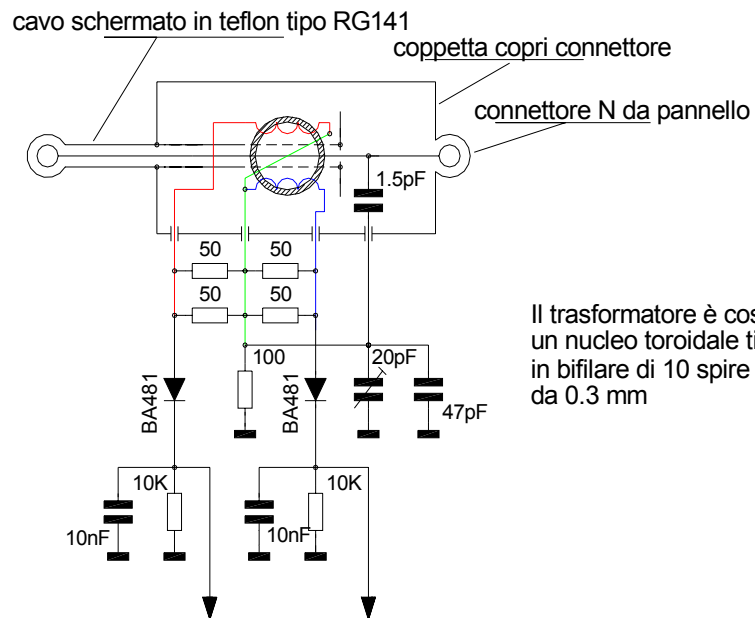 cavo schermato in teflon tipo RG141
coppetta copri connettore
connettore N da pannello
1.5pF
50
50
50
50
Il trasformatore è cos
un nucleo toroidale ti
in bifilare di 10 spire
da 0.3 mm
100
20pF
BA481
BA481
47pF
10K
10K
10nF
10nF